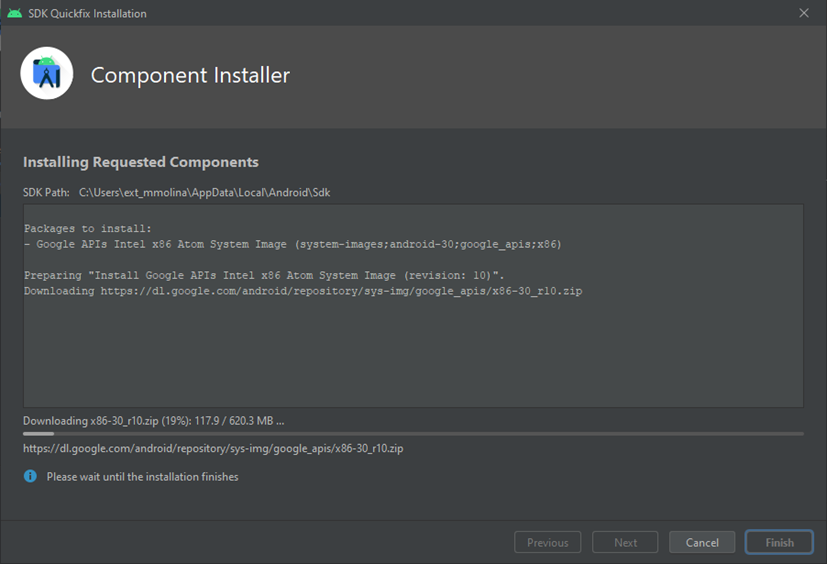 SDK Quickfix Installation
Component Installer
Installing Requested Components
SDK Path: C:\Users\ext_mmolina\AppData\Local\Android\Sdk
Packages to install:
- Google APIs Intel x86 Atom System Image (system-images;android-30;google_apis;x86)
Preparing "Install Google APIs Intel x86 Atom System Image (revision: 10)".
Downloading https://dl.google.com/android/repository/sys-img/google_apis/x86-30_r10.zip
Downloading x86-30_r10.zip (19%): 117.9 / 620.3 MB ...
https://dl.google.com/android/repository/sys-img/google_apis/x86-30_r10.zip
Please wait until the installation finishes
Previous Next Cancel Finish